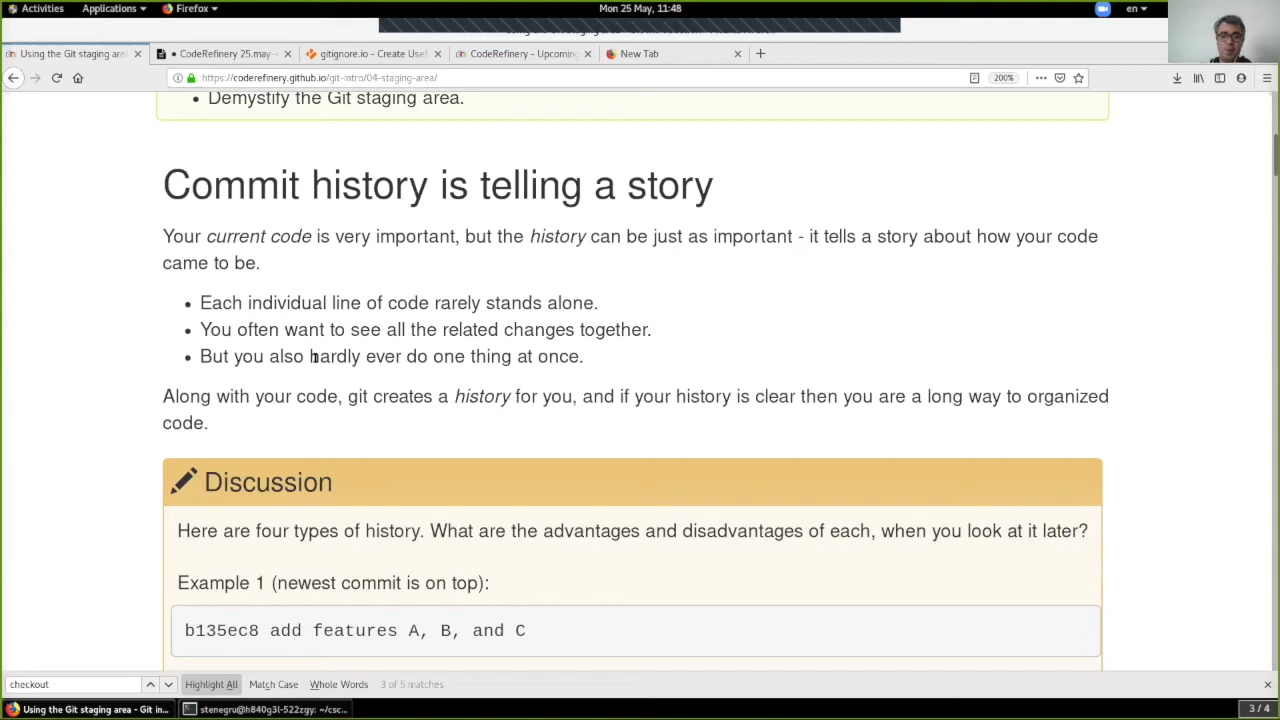 Activities Applications Firefox Mon 25 May, 11:48 en
Using the Git staging area CodeRefinery 25.may- gitignore.io - Create Usef CodeRefinery - Upcoming New Tab
https://coderefinery.github.io/git-intro/04-staging-area/ 200%
• Demystify the Git staging area.
Commit history is telling a story
Your current code is very important, but the history can be just as important - it tells a story about how your code
came to be.
• Each individual line of code rarely stands alone.
• You often want to see all the related changes together.
• But you also hardly ever do one thing at once.
Along with your code, git creates a history for you, and if your history is clear then you are a long way to organized
code.
Discussion
Here are four types of history. What are the advantages and disadvantages of each, when you look at it later?
Example 1 (newest commit is on top):
b135ec8 add features A, B, and C
checkout Highlight All Match Case Whole Words 3 of 5 matches
Using the Git staging area - Git in... stenegru@h840g3l-522zgy: ~/csc... 3 / 4